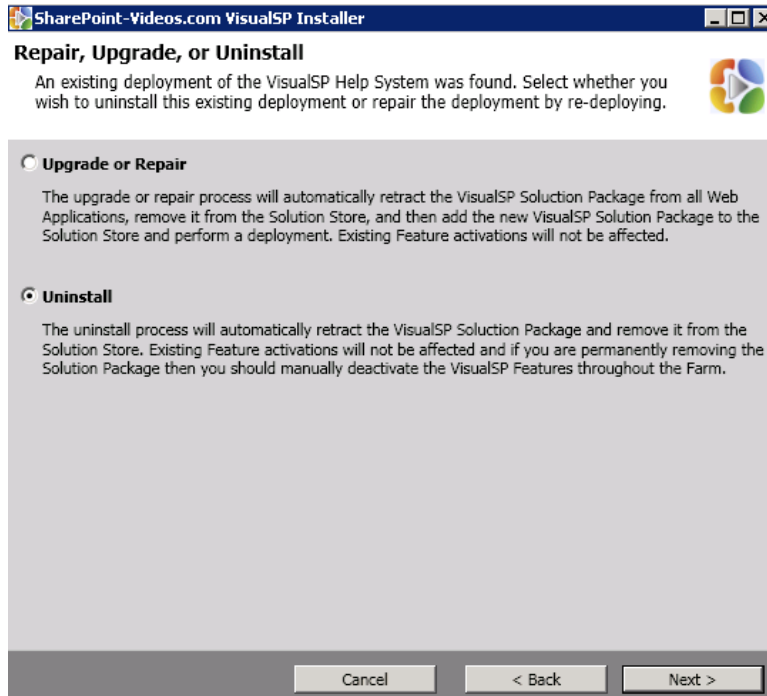 SharePoint-Videos.com VisualSP Installer
Repair, Upgrade, or Uninstall
An existing deployment of the VisualSP Help System was found. Select whether you
wish to uninstall this existing deployment or repair the deployment by re-deploying.
Upgrade or Repair
The upgrade or repair process will automatically retract the VisualSP Soluction Package from all Web
Applications, remove it from the Solution Store, and then add the new VisualSP Solution Package to the
Solution Store and perform a deployment. Existing Feature activations will not be affected.
Uninstall
The uninstall process will automatically retract the VisualSP Soluction Package and remove it from the
Solution Store. Existing Feature activations will not be affected and if you are permanently removing the
Solution Package then you should manually deactivate the VisualSP Features throughout the Farm.
Cancel
< Back
Next >